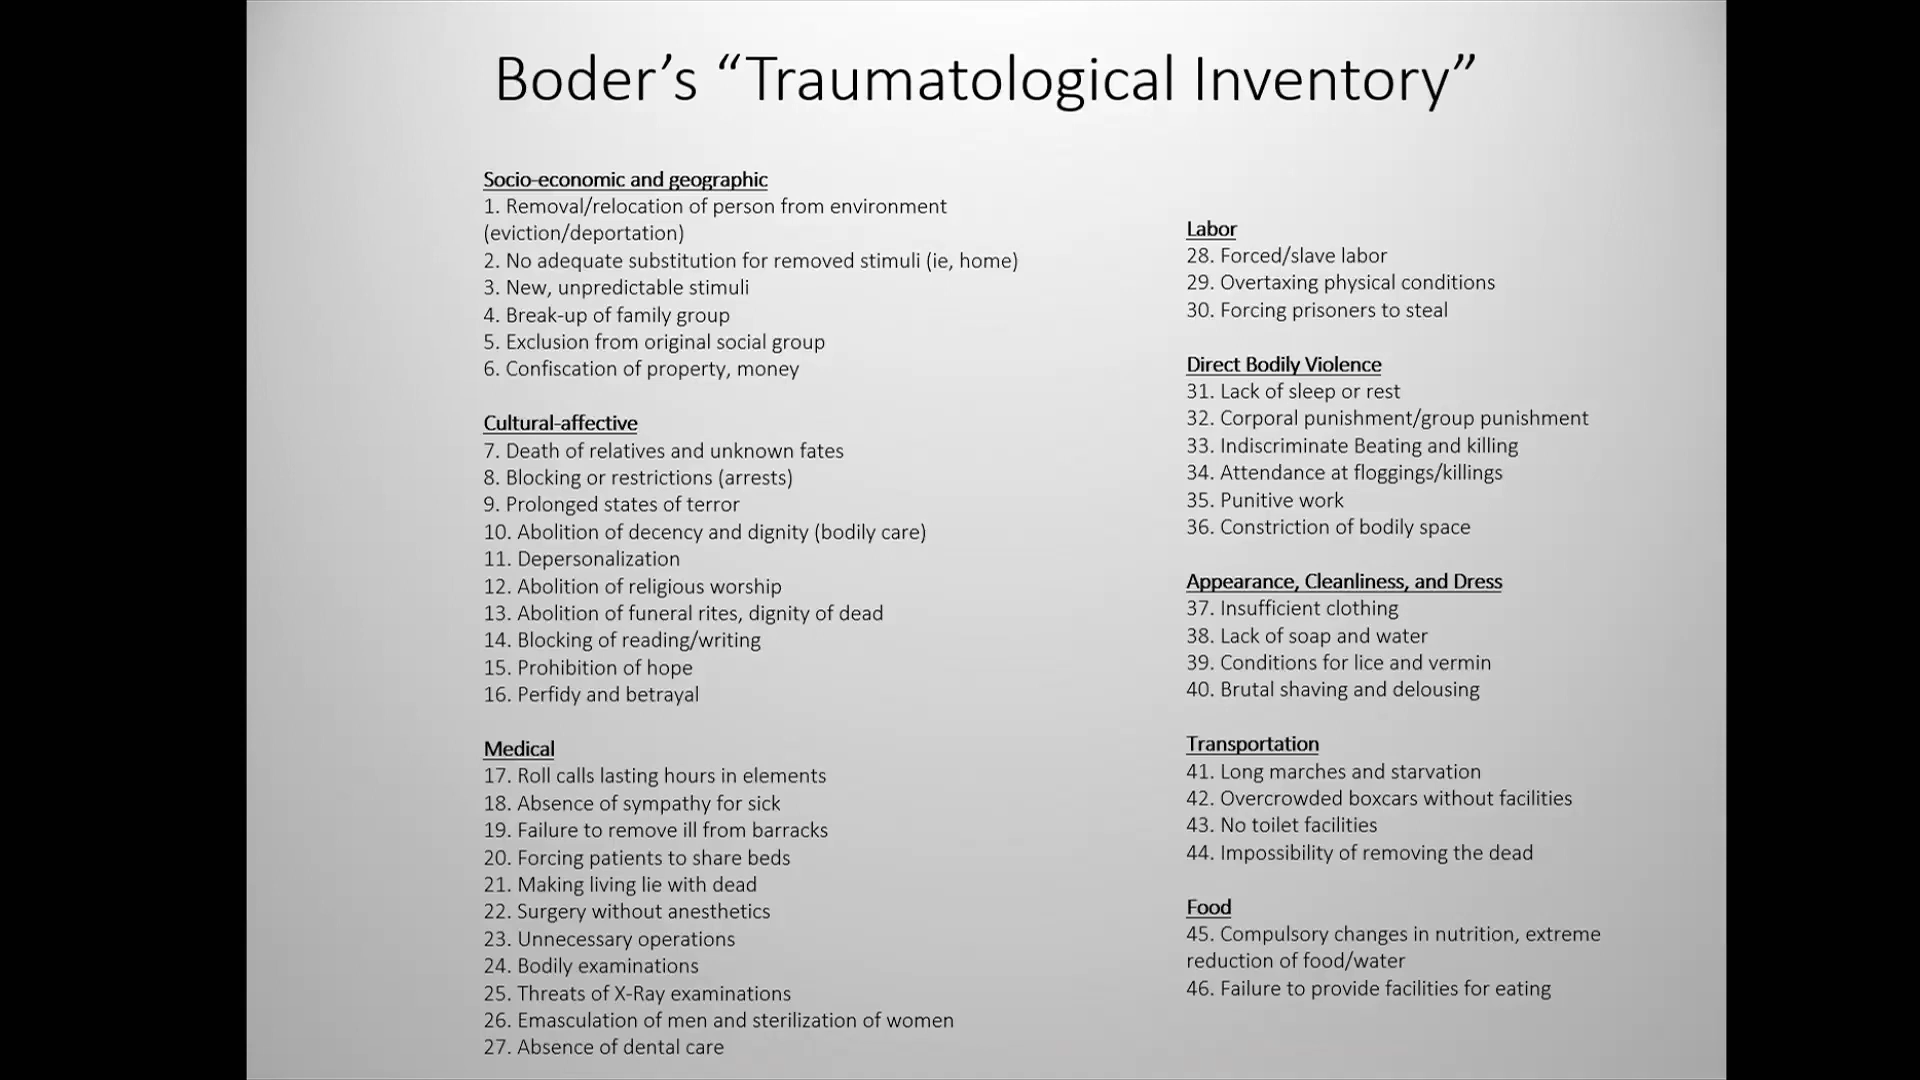 Boder’s “Traumatological Inventory”
Socio-economic and geographic
1. Removal/relocation of person from environment
(eviction/deportation)
2. No adequate substitution for removed stimuli (ie, home)
3. New, unpredictable stimuli
4. Break-up of family group
5. Exclusion from original social group
6. Confiscation of property, money
Cultural-affective
7. Death of relatives and unknown fates
8. Blocking or restrictions (arrests)
9. Prolonged states of terror
10. Abolition of decency and dignity (bodily care)
11. Depersonalization
12. Abolition of religious worship
13. Abolition of funeral rites, dignity of dead
14. Blocking of reading/writing
15. Prohibition of hope
16. Perfidy and betrayal
Medical
17. Roll calls lasting hours in elements
18. Absence of sympathy for sick
19. Failure to remove ill from barracks
20. Forcing patients to share beds
21. Making living lie with dead
22. Surgery without anesthetics
23. Unnecessary operations
24. Bodily examinations
25. Threats of X-Ray examinations
26. Emasculation of men and sterilization of women
27. Absence of dental care
Labor
28. Forced/slave labor
29. Overtaxing physical conditions
30. Forcing prisoners to steal
Direct Bodily Violence
31. Lack of sleep or rest
32. Corporal punishment/group punishment
33. Indiscriminate Beating and killing
34. Attendance at floggings/killings
35. Punitive work
36. Constriction of bodily space
Appearance, Cleanliness, and Dress
37. Insufficient clothing
38. Lack of soap and water
39. Conditions for lice and vermin
40. Brutal shaving and delousing
Transportation
41. Long marches and starvation
42. Overcrowded boxcars without facilities
43. No toilet facilities
44. Impossibility of removing the dead
Food
45. Compulsory changes in nutrition, extreme
reduction of food/water
46. Failure to provide facilities for eating